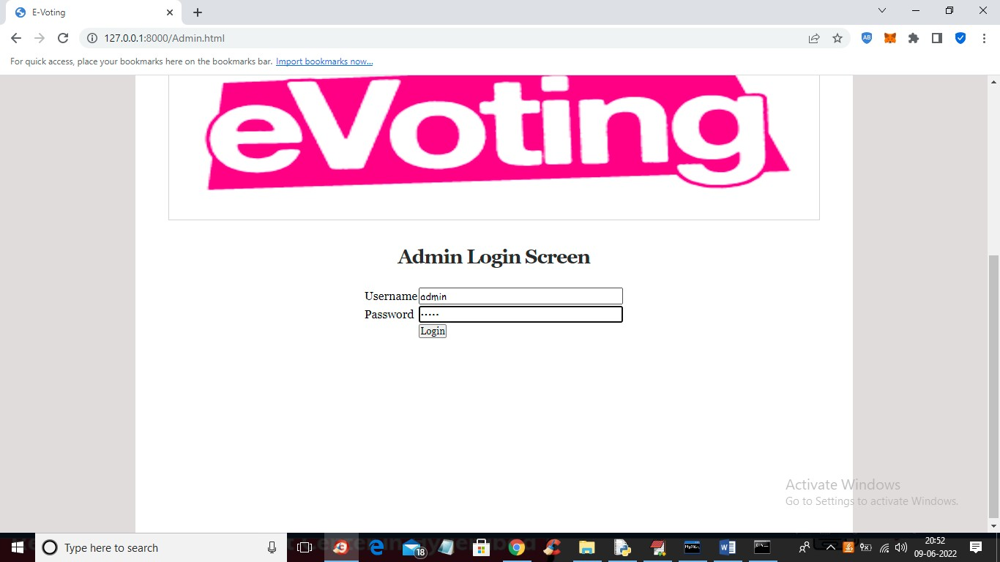 E-Voting
127.0.0.1:8000/Admin.html
For quick access, place your bookmarks here on the bookmarks bar. Import bookmarks now...
eVoting
Admin Login Screen
Username admin
Password •••••
Login
Activate Windows
Go to Settings to activate Windows.
Type here to search
18
20:52
09-06-2022